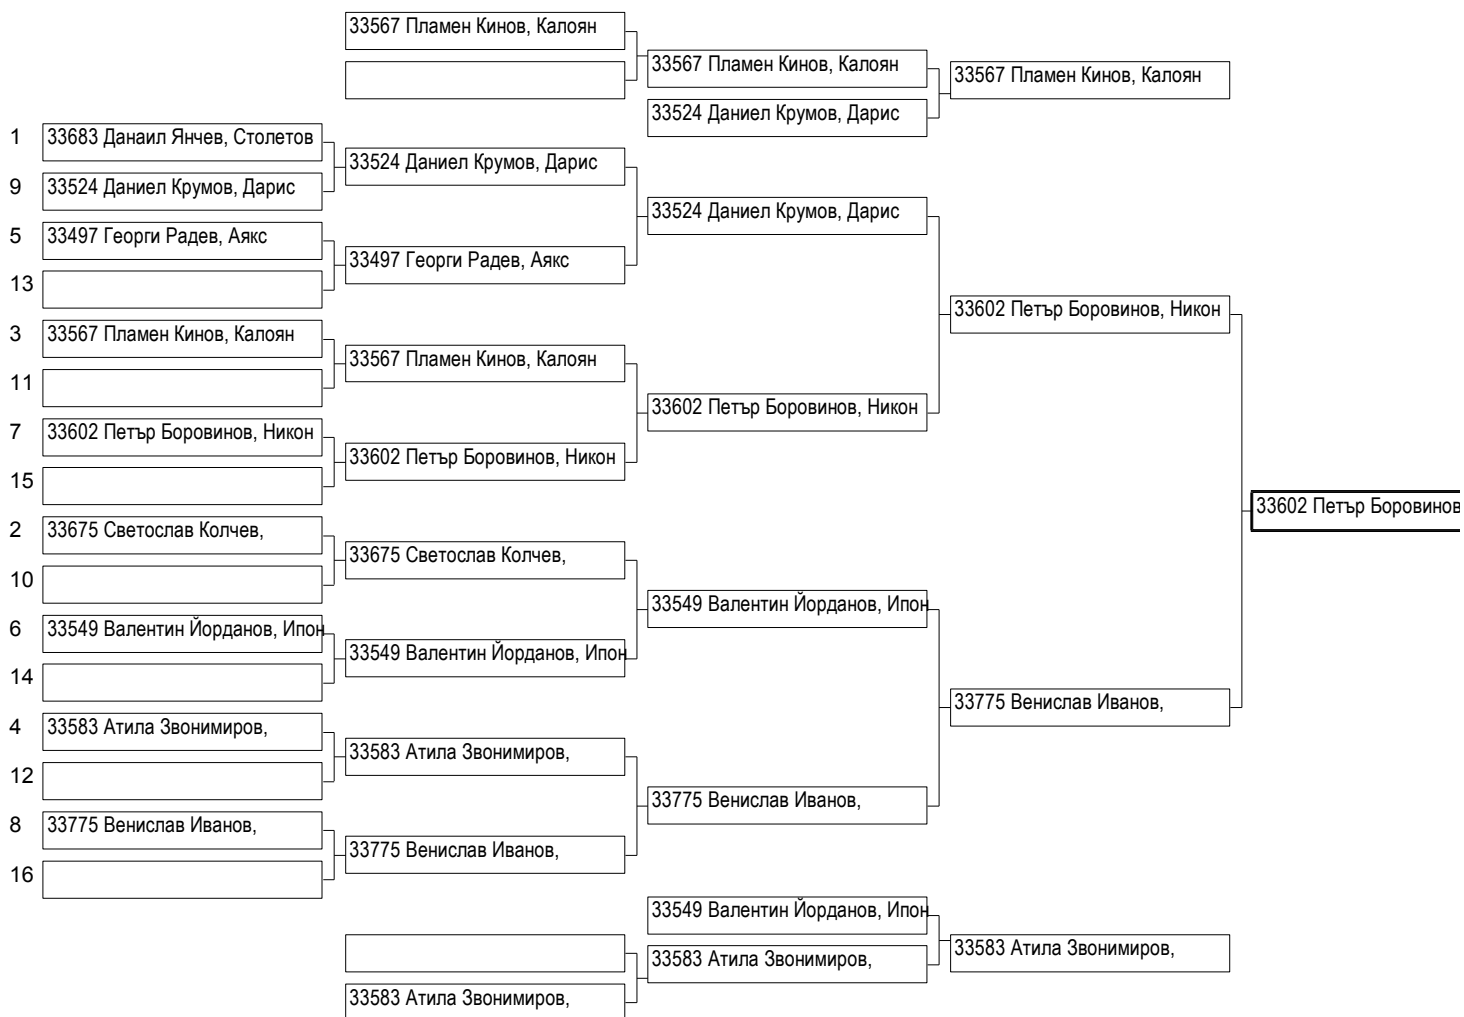 33567 Пламен Кинов, Калоян
33567 Пламен Кинов, Калоян
33567 Пламен Кинов, Калоян
33524 Даниел Крумов, Дарис
1 33683 Данаил Янчев, Столетов
33524 Даниел Крумов, Дарис
9 33524 Даниел Крумов, Дарис
33524 Даниел Крумов, Дарис
5 33497 Георги Радев, Аякс
33497 Георги Радев, Аякс
13
33602 Петър Боровинов, Никон
3 33567 Пламен Кинов, Калоян
33567 Пламен Кинов, Калоян
11
33602 Петър Боровинов, Никон
7 33602 Петър Боровинов, Никон
33602 Петър Боровинов, Никон
15
33602 Петър Боровинов
2 33675 Светослав Колчев,
33675 Светослав Колчев,
10
33549 Валентин Йорданов, Ипон
6 33549 Валентин Йорданов, Ипон
33549 Валентин Йорданов, Ипон
14
33775 Венислав Иванов,
4 33583 Атила Звонимиров,
33583 Атила Звонимиров,
12
33775 Венислав Иванов,
8 33775 Венислав Иванов,
33775 Венислав Иванов,
16
33549 Валентин Йорданов, Ипон
33583 Атила Звонимиров,
33583 Атила Звонимиров,
33583 Атила Звонимиров,